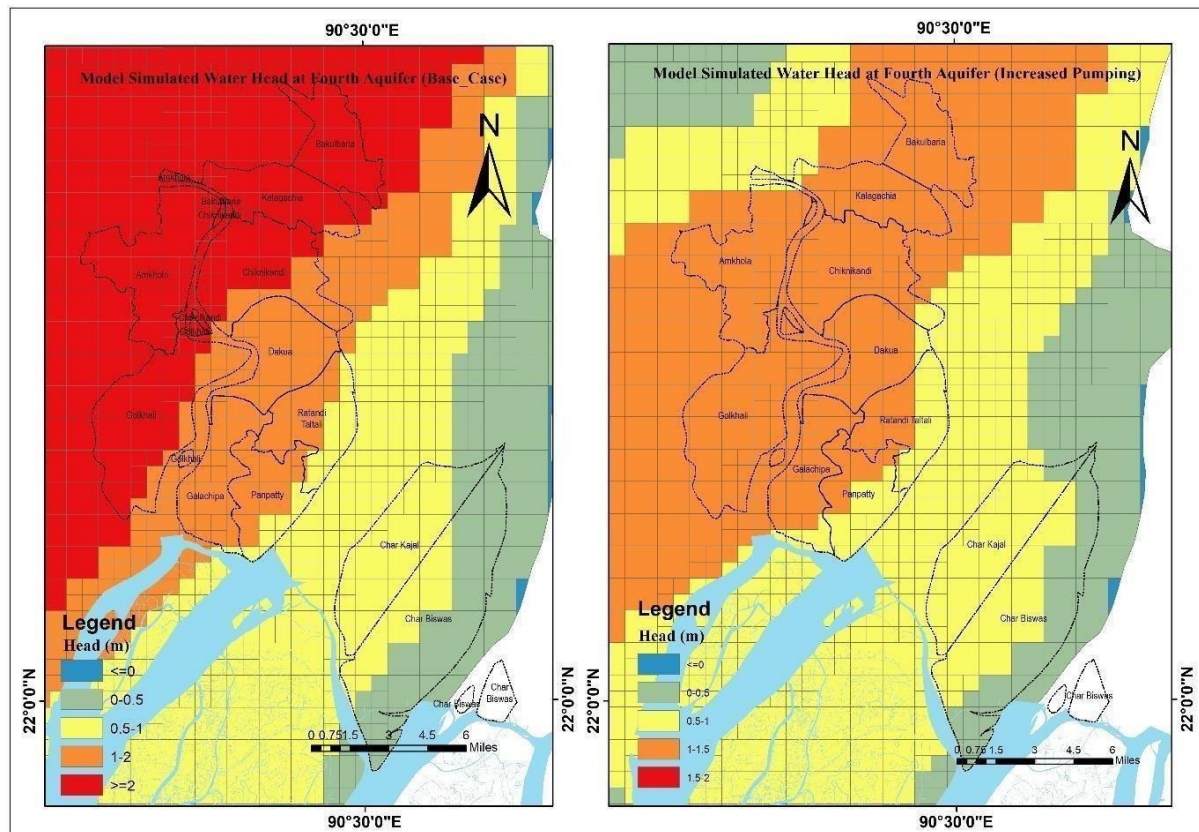 90°30'0"E
Model Simulated Water Head at Fourth Aquifer (Base_Case)
N
Bakulbaria
Amkhola
Bakulbaria
Chiknikandi
Kalagachia
Amkhola
Chiknikandi
Chiknikandi
Golkhali
Dakua
Golkhali
Ratandi
Taltali
Golkhali
Galachipa
Panpatty
Char Kajal
Char Biswas
Char
Biswas
Char Biswas
Legend
Head (m)
<=0
0-0.5
0.5-1
1-2
>=2
0 0.75 1.5 3 4.5 6
Miles
22°0'0"N
22°0'0"N
90°30'0"E
90°30'0"E
Model Simulated Water Head at Fourth Aquifer (Increased Pumping)
N
Bakulbaria
Kalagachia
Amkhola
Chiknikandi
Dakua
Golkhali
Ratandi Taltali
Galachipa
Panpatty
Char Kajal
Char Biswas
Char Biswas
Legend
Head (m)
<=0
0-0.5
0.5-1
1-1.5
1.5-2
0 0.75 1.5 3 4.5 6
Miles
22°0'0"N
90°30'0"E